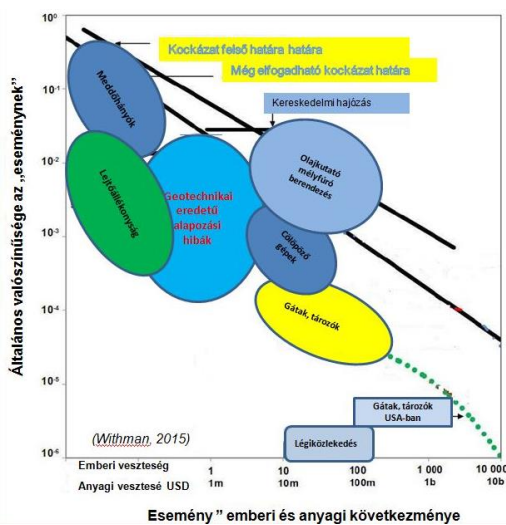 Általános valószínűsége az „eseménynek"
10⁰
10⁻¹
10⁻²
10⁻³
10⁻⁴
10⁻⁵
10⁻⁶
Kockázat felső határa határa
Még elfogadható kockázat határa
Kereskedelmi hajózás
Meddőhányók
Lejtőállékonyság
Geotechnikai
eredetű
alapozási
hibák
Olajkutató
mélyfúró
berendezés
Cölöpöző
gépek
Gátak, tározók
Gátak, tározók
USA-ban
Légiközlekedés
(Withman, 2015)
Emberi veszteség 1 10 100 1 000 10 000
Anyagi vesztesé USD 1m 10m 100m 1b 10b
Esemény " emberi és anyagi következménye